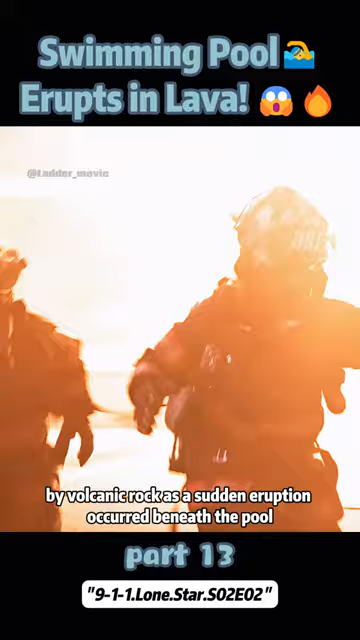 Swimming Pool🏊
Erupts in Lava! 😱🔥
@Ladder_movie
by volcanic rock as a sudden eruption
occurred beneath the pool
part 13
"9-1-1.Lone.Star.S02E02"